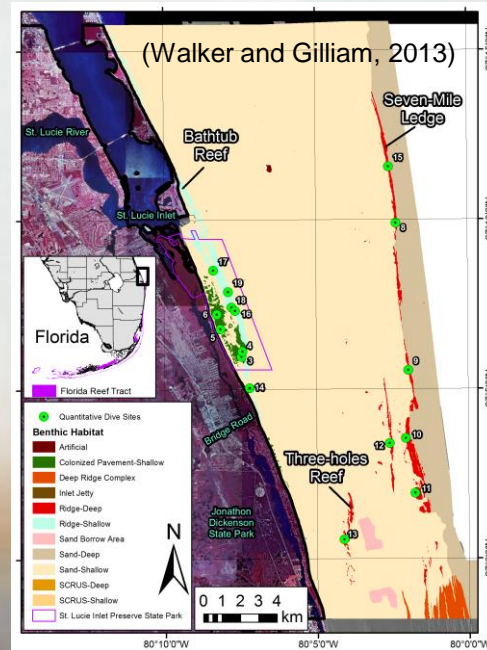 (Walker and Gilliam, 2013)
Seven-Mile
Ledge
St. Lucie River
Bathtub
Reef
15
St. Lucie Inlet
8
17
19
18
16
6
5
4
3
14
9
Florida
Florida Reef Tract
Quantitative Dive Sites
Benthic Habitat
Artificial
Colonized Pavement-Shallow
Deep Ridge Complex
Inlet Jetty
Ridge-Deep
Ridge-Shallow
Sand Borrow Area
Sand-Deep
Sand-Shallow
SCRUS-Deep
SCRUS-Shallow
St. Lucie Inlet Preserve State Park
Bridge Road
12
10
11
Three-holes
Reef
13
Jonathon
Dickenson
State Park
N
0 1 2 3 4
km
80°10'0"W
80°5'0"W
80°0'0"W